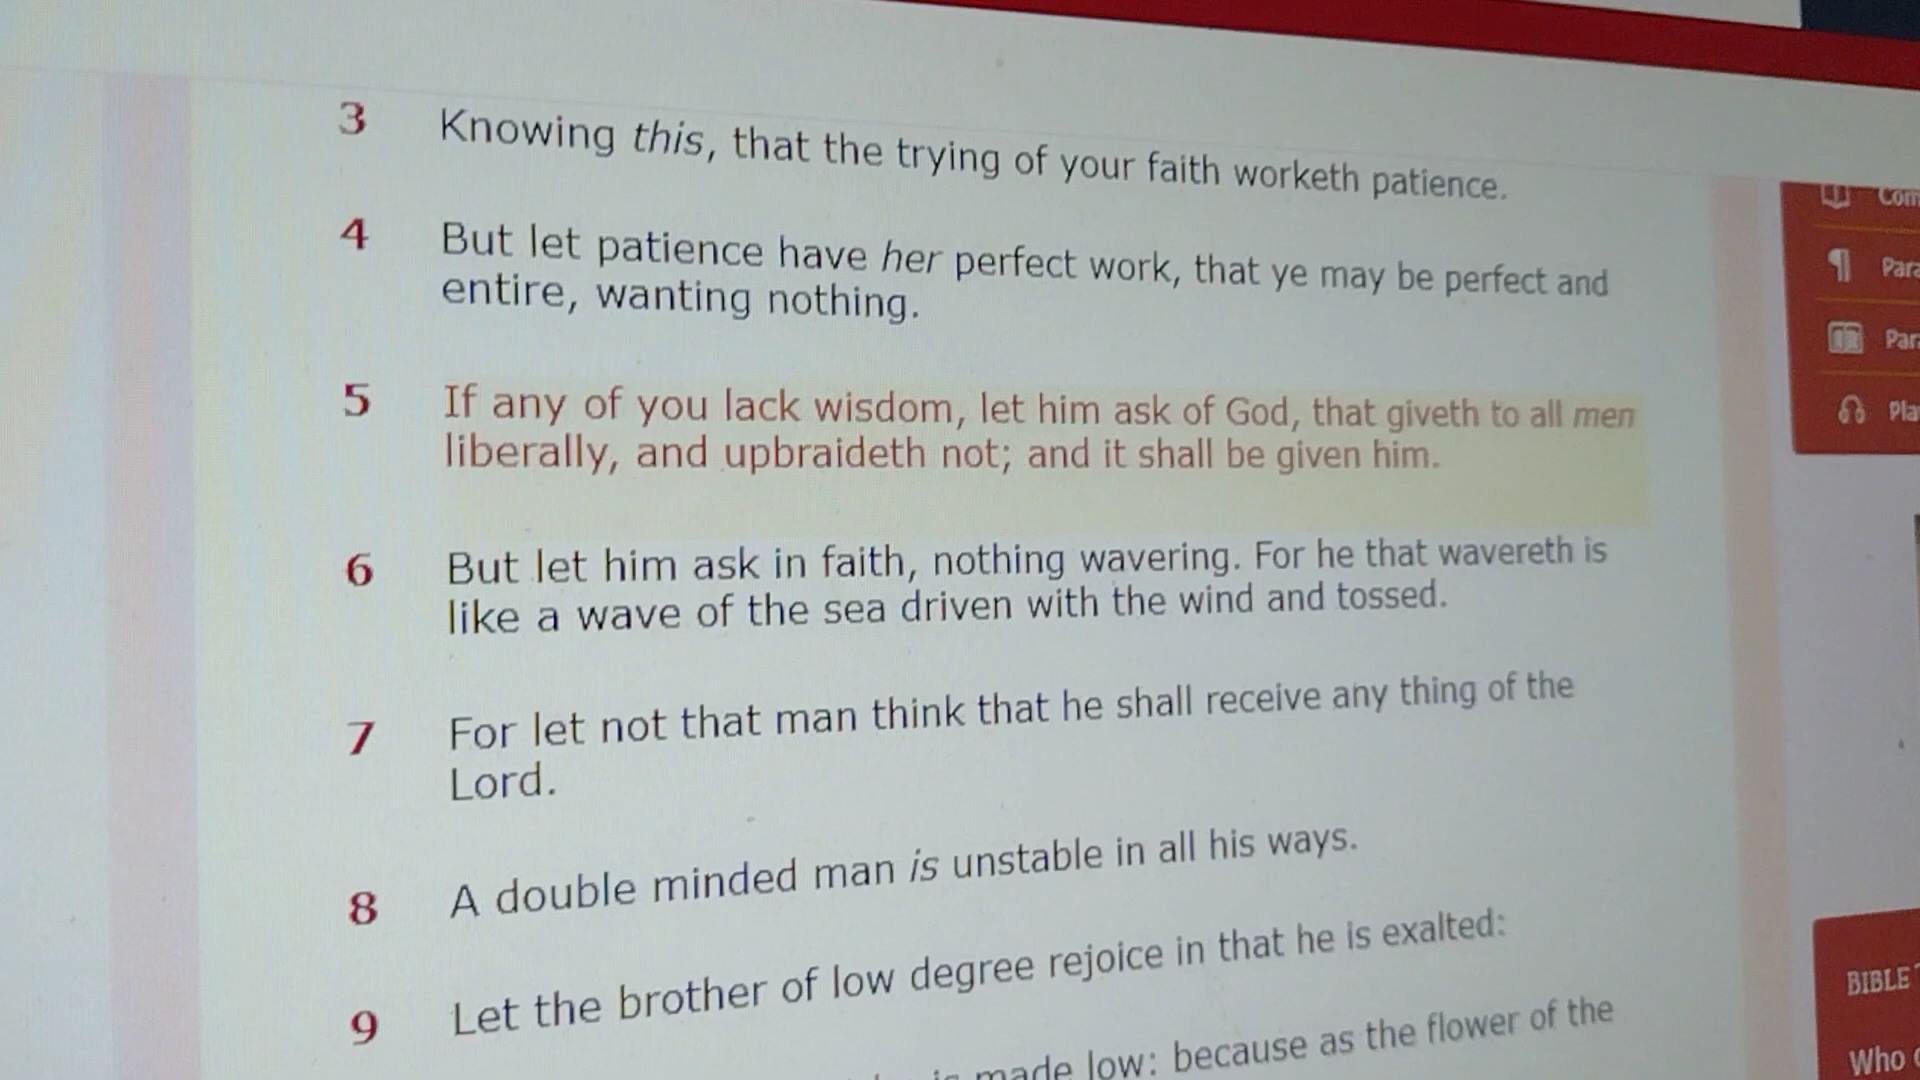 3 Knowing this, that the trying of your faith worketh patience.
4 But let patience have her perfect work, that ye may be perfect and
entire, wanting nothing.
5 If any of you lack wisdom, let him ask of God, that giveth to all men
liberally, and upbraideth not; and it shall be given him.
6 But let him ask in faith, nothing wavering. For he that wavereth is
like a wave of the sea driven with the wind and tossed.
7 For let not that man think that he shall receive any thing of the
Lord.
8 A double minded man is unstable in all his ways.
9 Let the brother of low degree rejoice in that he is exalted:
is made low: because as the flower of the
BIBLE
Who